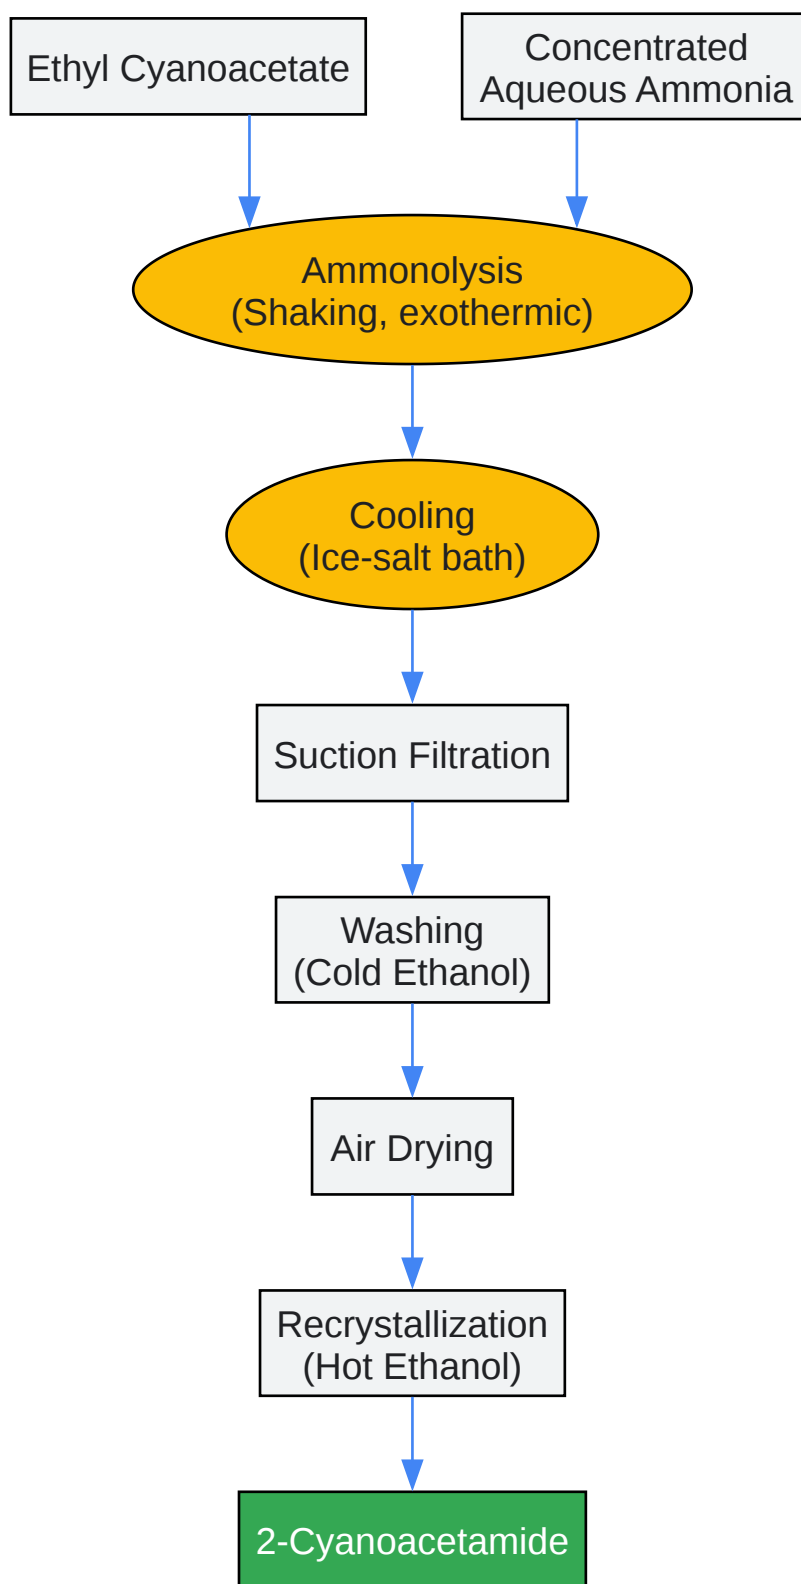 Ethyl Cyanoacetate
Concentrated
Aqueous Ammonia
Ammonolysis
(Shaking, exothermic)
Cooling
(Ice-salt bath)
Suction Filtration
Washing
(Cold Ethanol)
Air Drying
Recrystallization
(Hot Ethanol)
2-Cyanoacetamide